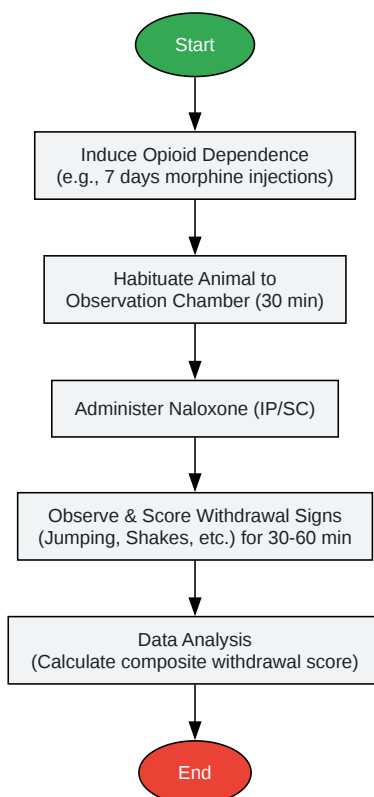 Start
Induce Opioid Dependence
(e.g., 7 days morphine injections)
Habituate Animal to
Observation Chamber (30 min)
Administer Naloxone (IP/SC)
Observe & Score Withdrawal Signs
(Jumping, Shakes, etc.) for 30-60 min
Data Analysis
(Calculate composite withdrawal score)
End